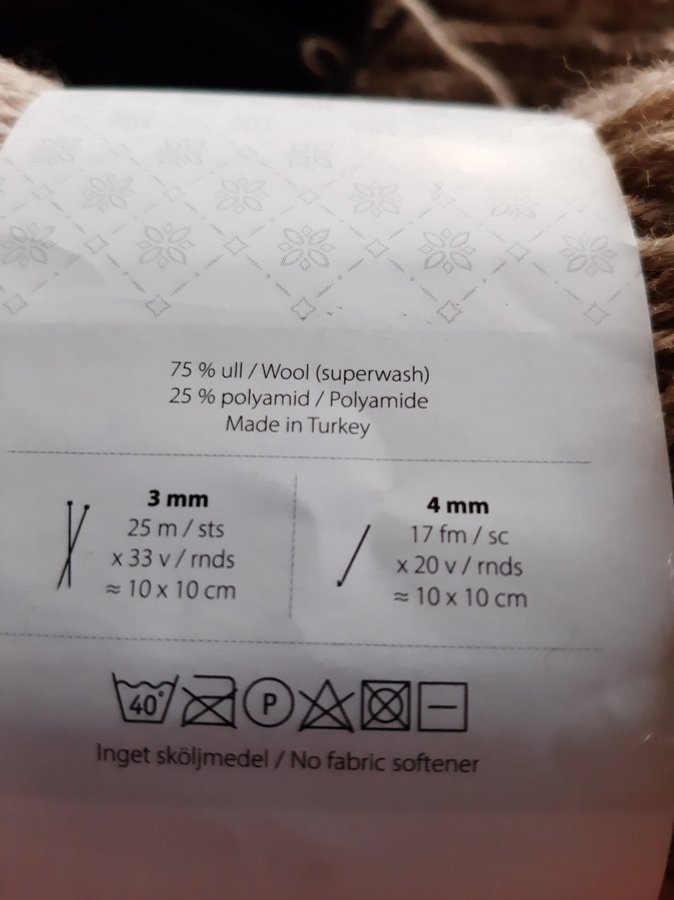 75 % ull / Wool (superwash)
25 % polyamid / Polyamide
Made in Turkey
3 mm
25 m / sts
x 33 v / rnds
≈ 10 x 10 cm
4 mm
17 fm / sc
x 20 v / rnds
≈ 10 x 10 cm
40°
P
Inget sköljmedel / No fabric softener